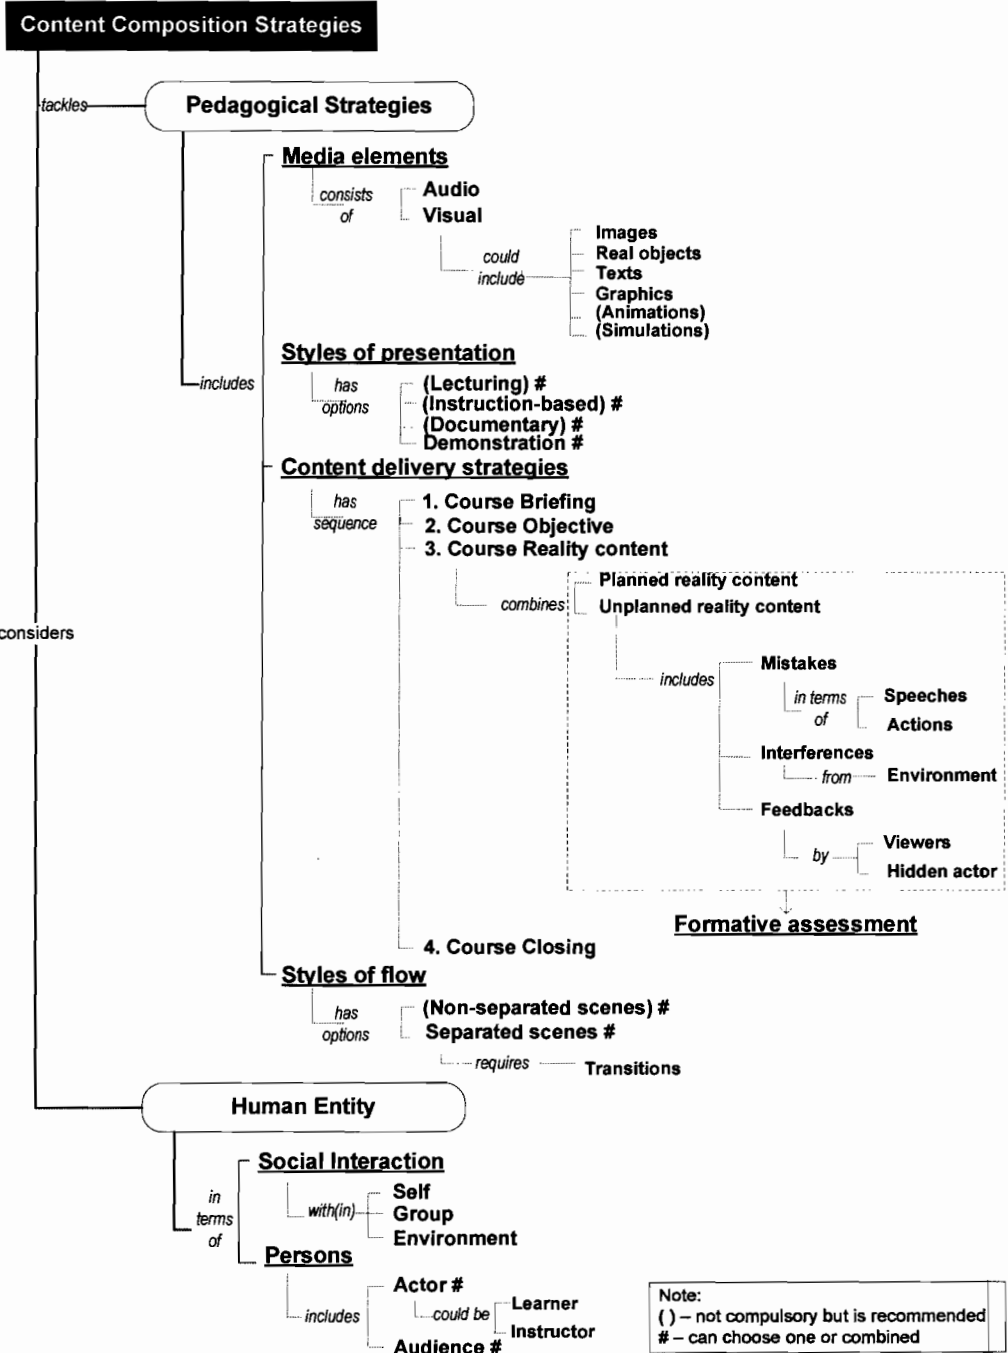 Content Composition Strategies
tackles
Pedagogical Strategies
Media elements
consists
of
Audio
Visual
could
include
Images
Real objects
Texts
Graphics
(Animations)
(Simulations)
Styles of presentation
includes
has
options
(Lecturing) #
(Instruction-based) #
(Documentary) #
Demonstration #
Content delivery strategies
has
sequence
1. Course Briefing
2. Course Objective
3. Course Reality content
combines
Planned reality content
Unplanned reality content
considers
includes
Mistakes
in terms
of
Speeches
Actions
Interferences
from
Environment
Feedbacks
by
Viewers
Hidden actor
Formative assessment
4. Course Closing
Styles of flow
has
options
(Non-separated scenes) #
Separated scenes #
requires
Transitions
Human Entity
in
terms
of
Social Interaction
with(in)
Self
Group
Environment
Persons
includes
Actor #
could be
Learner
Instructor
Audience #
Note:
( ) – not compulsory but is recommended
# – can choose one or combined